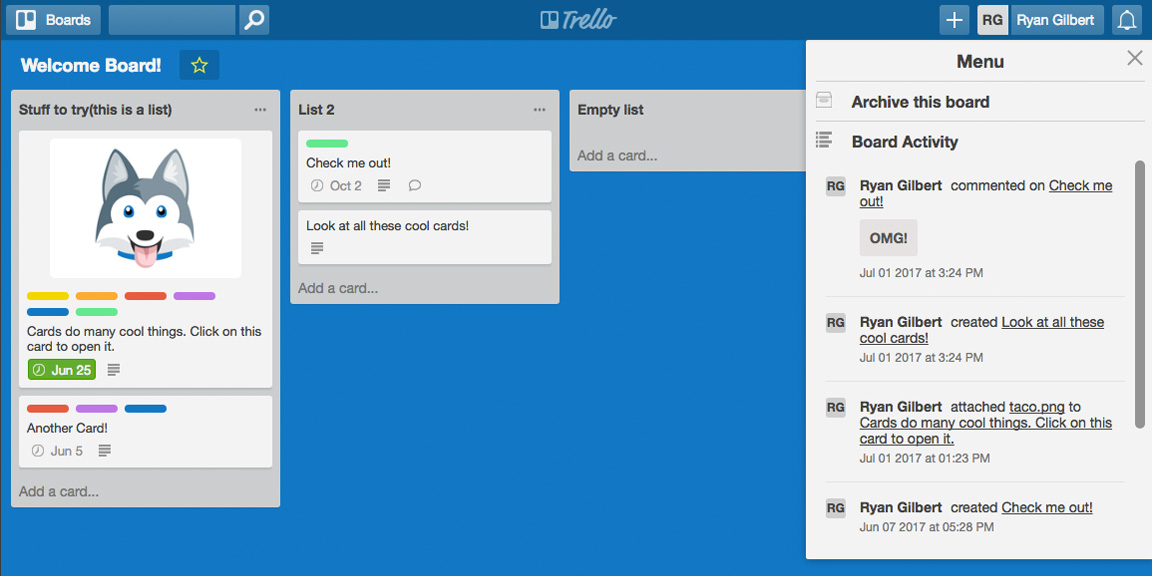 Boards
Trello
RG Ryan Gilbert
Welcome Board!
Stuff to try(this is a list)
Cards do many cool things. Click on this
card to open it.
Jun 25
Another Card!
Jun 5
Add a card...
List 2
Check me out!
Oct 2
Look at all these cool cards!
Add a card...
Empty list
Add a card...
Menu
Archive this board
Board Activity
RG Ryan Gilbert commented on Check me
out!
OMG!
Jul 01 2017 at 3:24 PM
RG Ryan Gilbert created Look at all these
cool cards!
Jul 01 2017 at 3:24 PM
RG Ryan Gilbert attached taco.png to
Cards do many cool things. Click on this
card to open it.
Jul 01 2017 at 01:23 PM
RG Ryan Gilbert created Check me out!
Jun 07 2017 at 05:28 PM